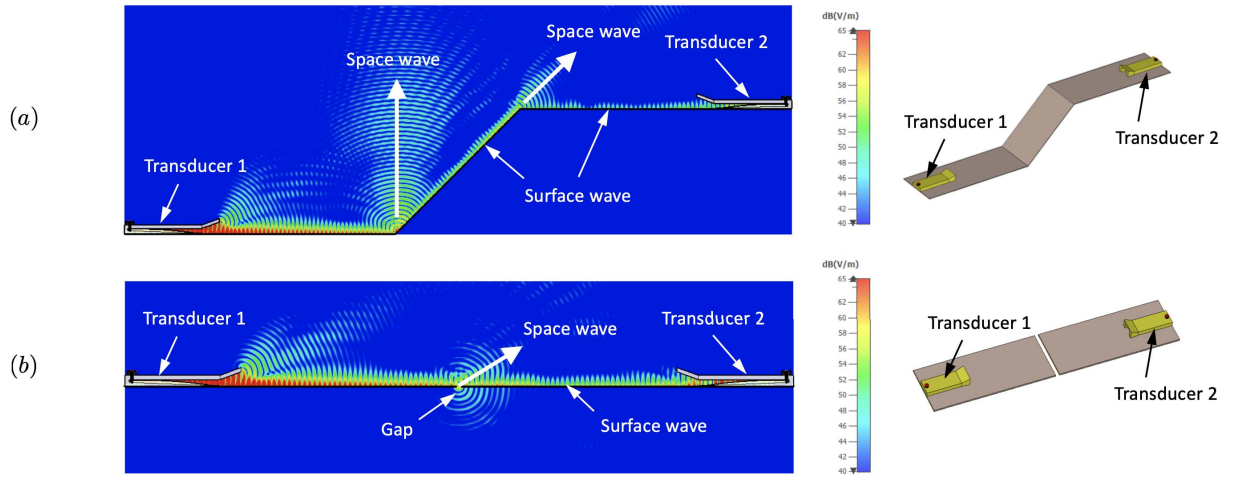 (a)
Space wave
Space wave
Transducer 2
Transducer 1
Surface wave
dB(V/m)
65
62
60
58
56
54
52
50
48
46
44
42
40
Transducer 1
Transducer 2
(b)
Transducer 1
Space wave
Transducer 2
Gap
Surface wave
dB(V/m)
65
62
60
58
56
54
52
50
48
46
44
42
40
Transducer 1
Transducer 2